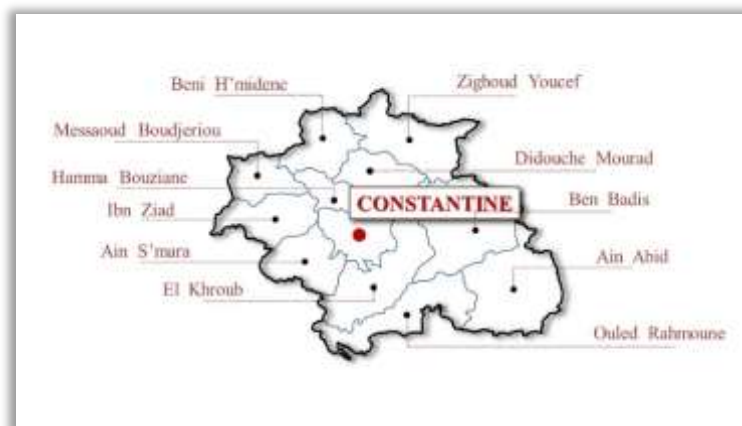 Beni H'midene
Zighoud Youcef
Messaoud Boudjeriou
Didouche Mourad
Hamma Bouziane
CONSTANTINE
Ben Badis
Ibn Ziad
Ain S'mara
Ain Abid
El Khroub
Ouled Rahmoune